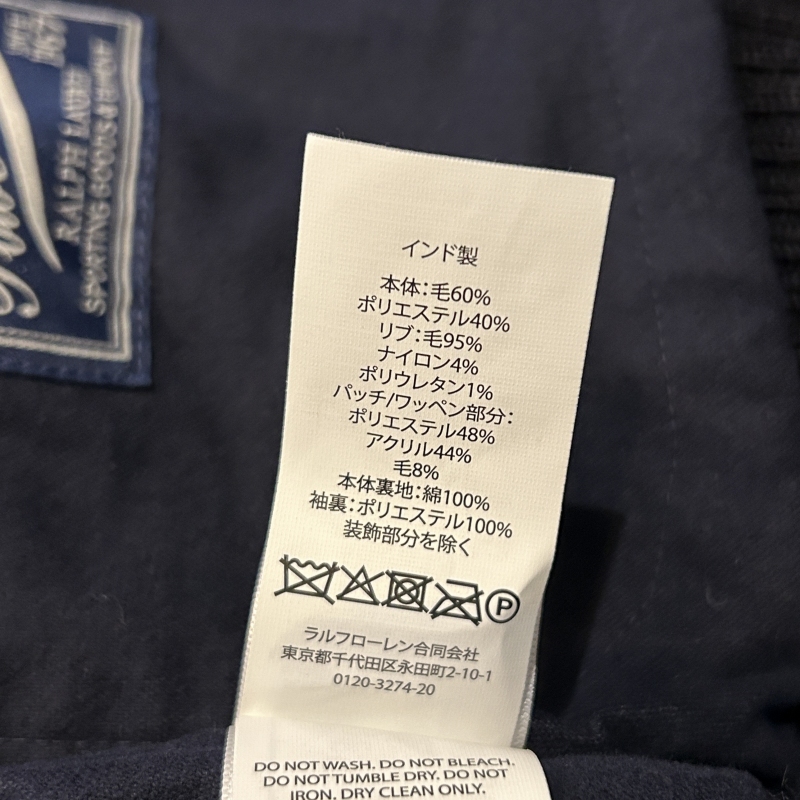 RALPH LAUREN
SPORTING GOODS &
インド製
本体：毛60%
ポリエステル40%
リブ：毛95%
ナイロン4%
ポリウレタン1%
パッチ/ワッペン部分：
ポリエステル48%
アクリル44%
毛8%
本体裏地：綿100%
袖裏：ポリエステル100%
装飾部分を除く
P
ラルフローレン合同会社
東京都千代田区永田町2-10-1
0120-3274-20
DO NOT WASH. DO NOT BLEACH.
DO NOT TUMBLE DRY. DO NOT
IRON. DRY CLEAN ONLY.